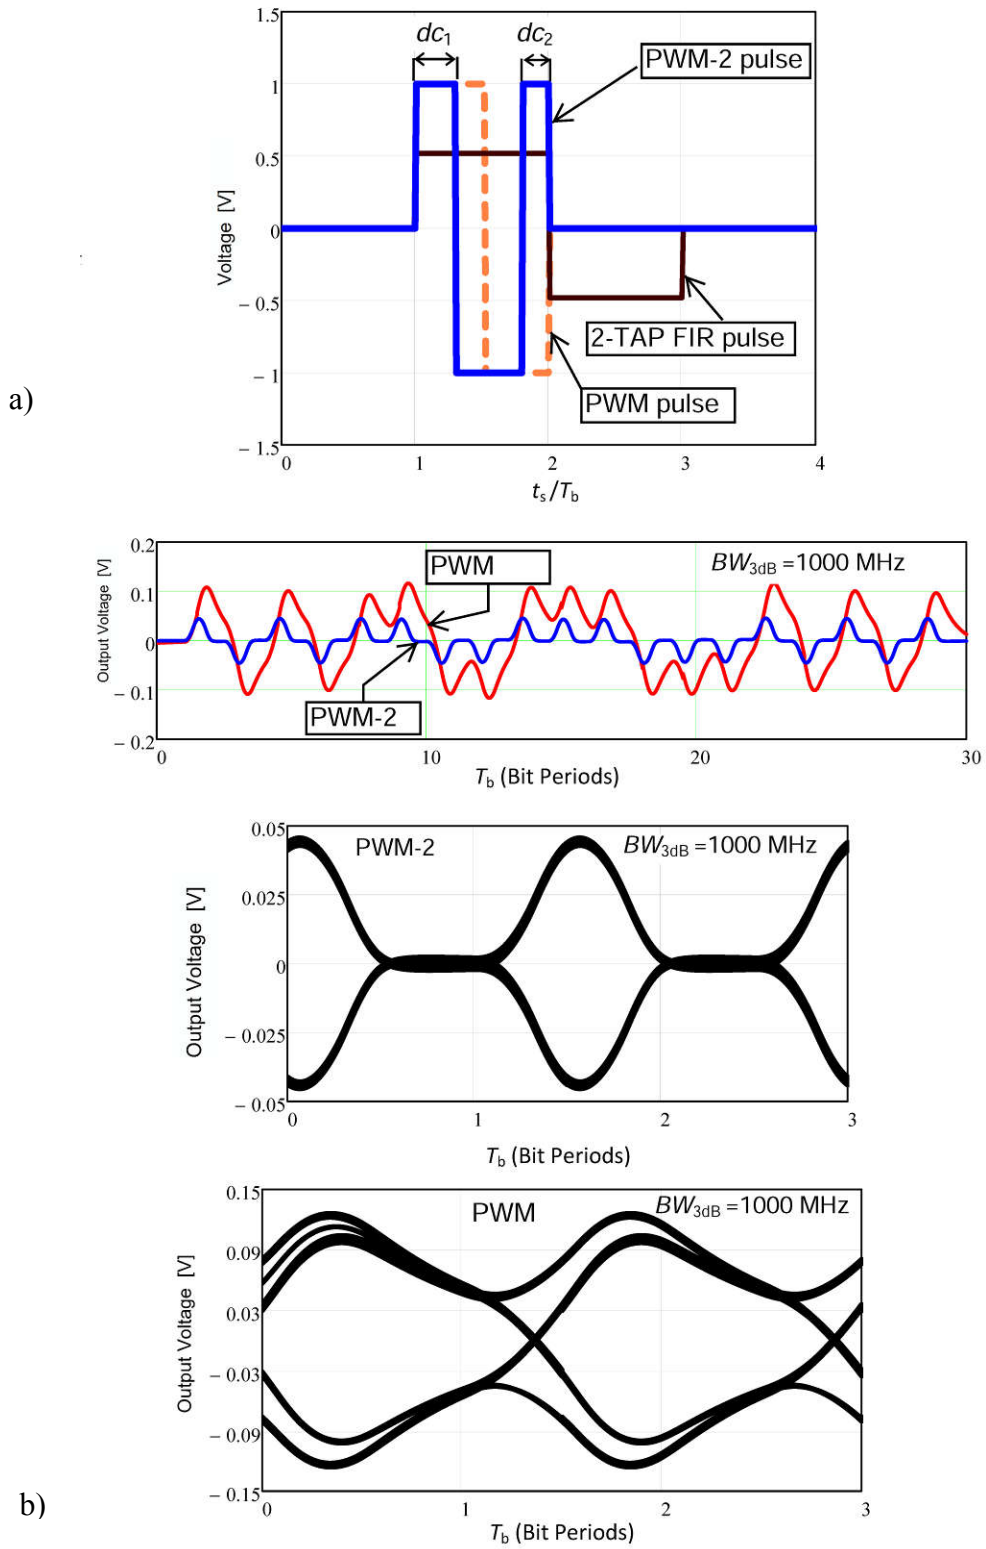 1.5
dc1
dc2
PWM-2 pulse
1
0.5
0
Voltage [V]
– 0.5
2-TAP FIR pulse
– 1
PWM pulse
a)
– 1.5
0 1 2 3 4
ts/Tb
0.2
PWM
BW3dB =1000 MHz
0.1
0
Output Voltage [V]
– 0.1
PWM-2
– 0.2
0 10 20 30
Tb (Bit Periods)
0.05
PWM-2
BW3dB =1000 MHz
0.025
0
Output Voltage [V]
– 0.025
– 0.05
0 1 2 3
Tb (Bit Periods)
0.15
PWM
BW3dB =1000 MHz
0.09
0.03
Output Voltage [V]
– 0.03
– 0.09
– 0.15
b)
0 1 2 3
Tb (Bit Periods)